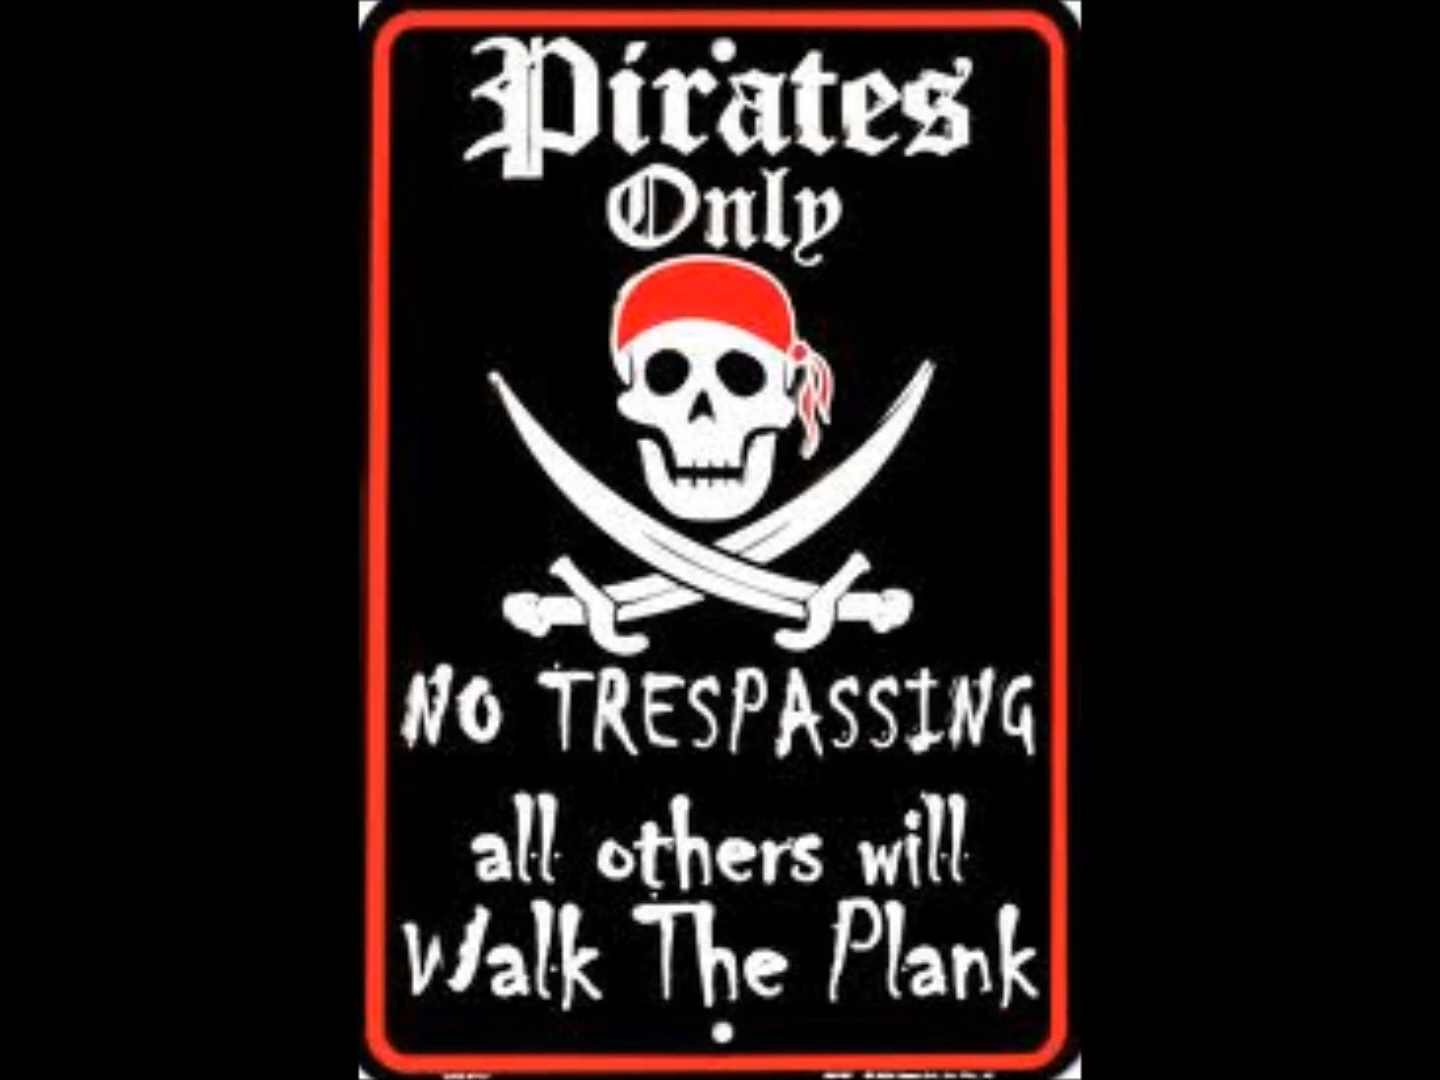 Pirates
Only
NO TRESPASSING
all others will
Walk The Plank